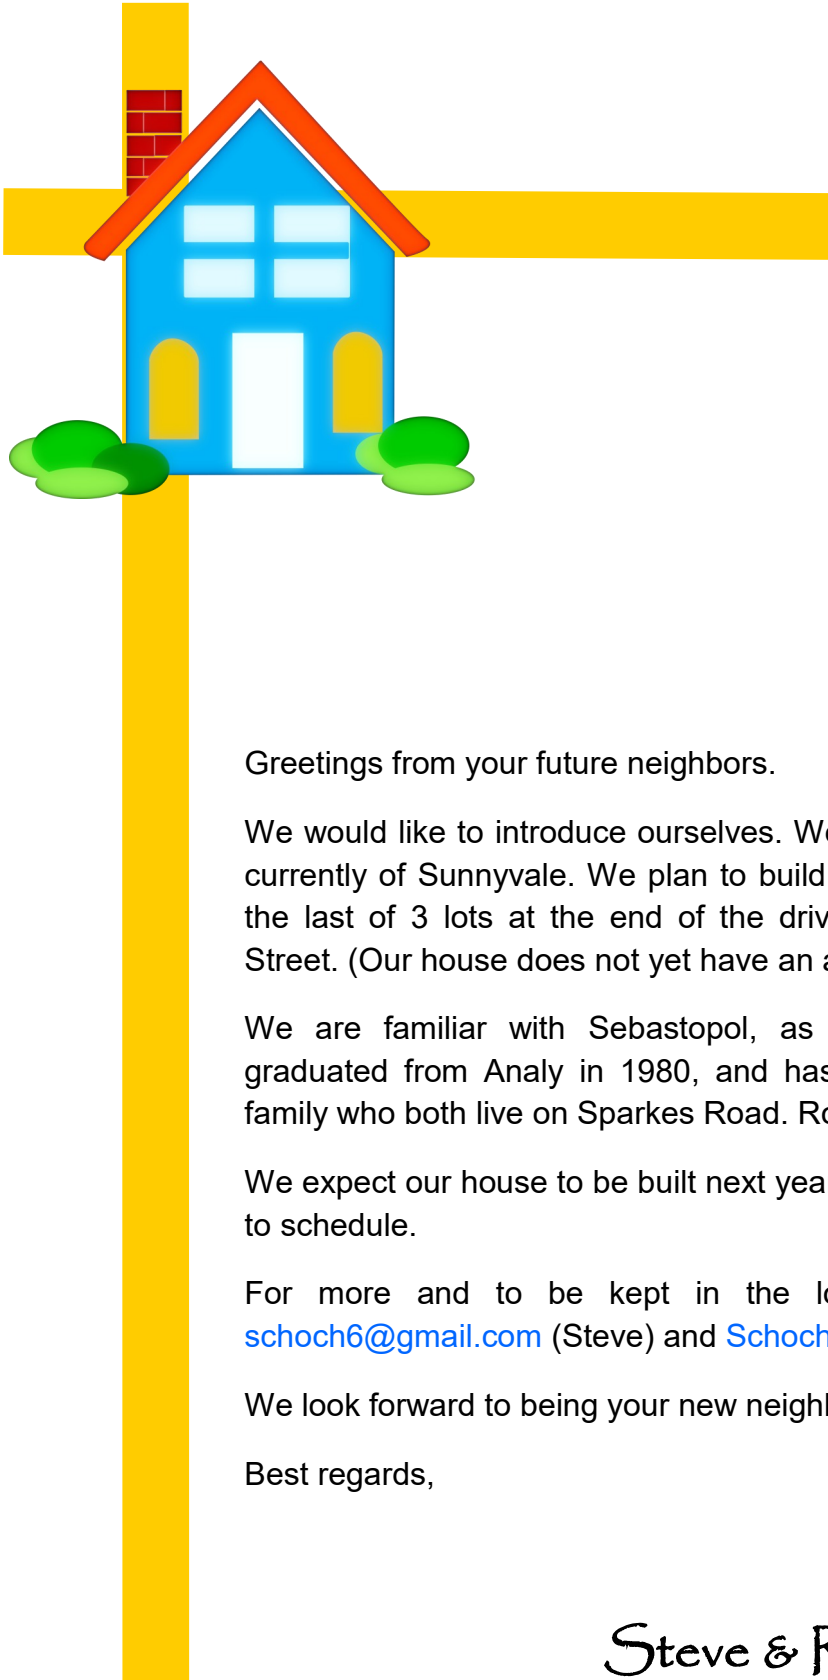 Greetings from your future neighbors.
We would like to introduce ourselves. We
currently of Sunnyvale. We plan to build
the last of 3 lots at the end of the
Street. (Our house does not yet have an
We are familiar with Sebastopol, as
graduated from Analy in 1980, and has
family who both live on Sparkes Road.
We expect our house to be built next
to schedule.
For more and to be kept in the
schoch6@gmail.com (Steve) and Schoch
We look forward to being your new
Best regards,
Steve &